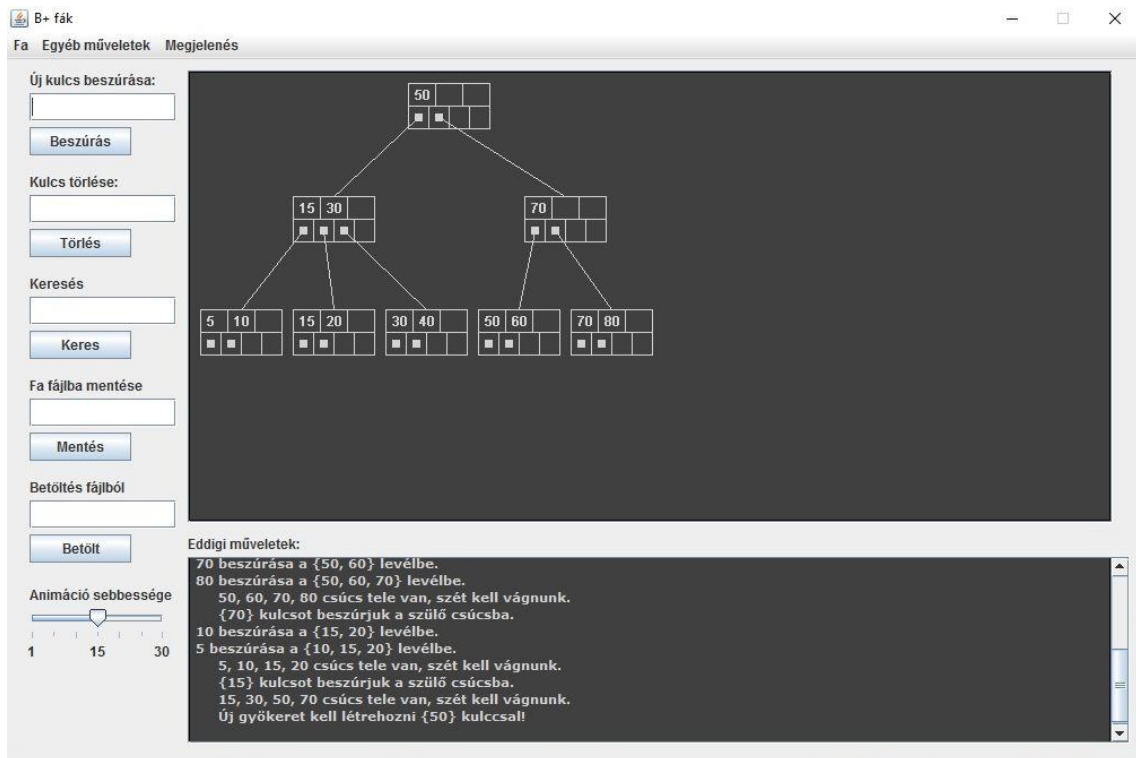 B+ fák
Fa Egyéb műveletek Megjelenés
Új kulcs beszúrása:
Beszúrás
Kulcs törlése:
Törlés
Keresés
Keres
Fa fájlba mentése
Mentés
Betöltés fájlból
Betölt
Animáció sebbessége
1 15 30
50
15 30
70
5 10
15 20
30 40
50 60
70 80
Eddigi műveletek:
70 beszúrása a {50, 60} levélbe.
80 beszúrása a {50, 60, 70} levélbe.
50, 60, 70, 80 csúcs tele van, szét kell vágnunk.
{70} kulcsot beszúrjuk a szülő csúcsba.
10 beszúrása a {15, 20} levélbe.
5 beszúrása a {10, 15, 20} levélbe.
5, 10, 15, 20 csúcs tele van, szét kell vágnunk.
{15} kulcsot beszúrjuk a szülő csúcsba.
15, 30, 50, 70 csúcs tele van, szét kell vágnunk.
Új gyökeret kell létrehozni {50} kulccsal!